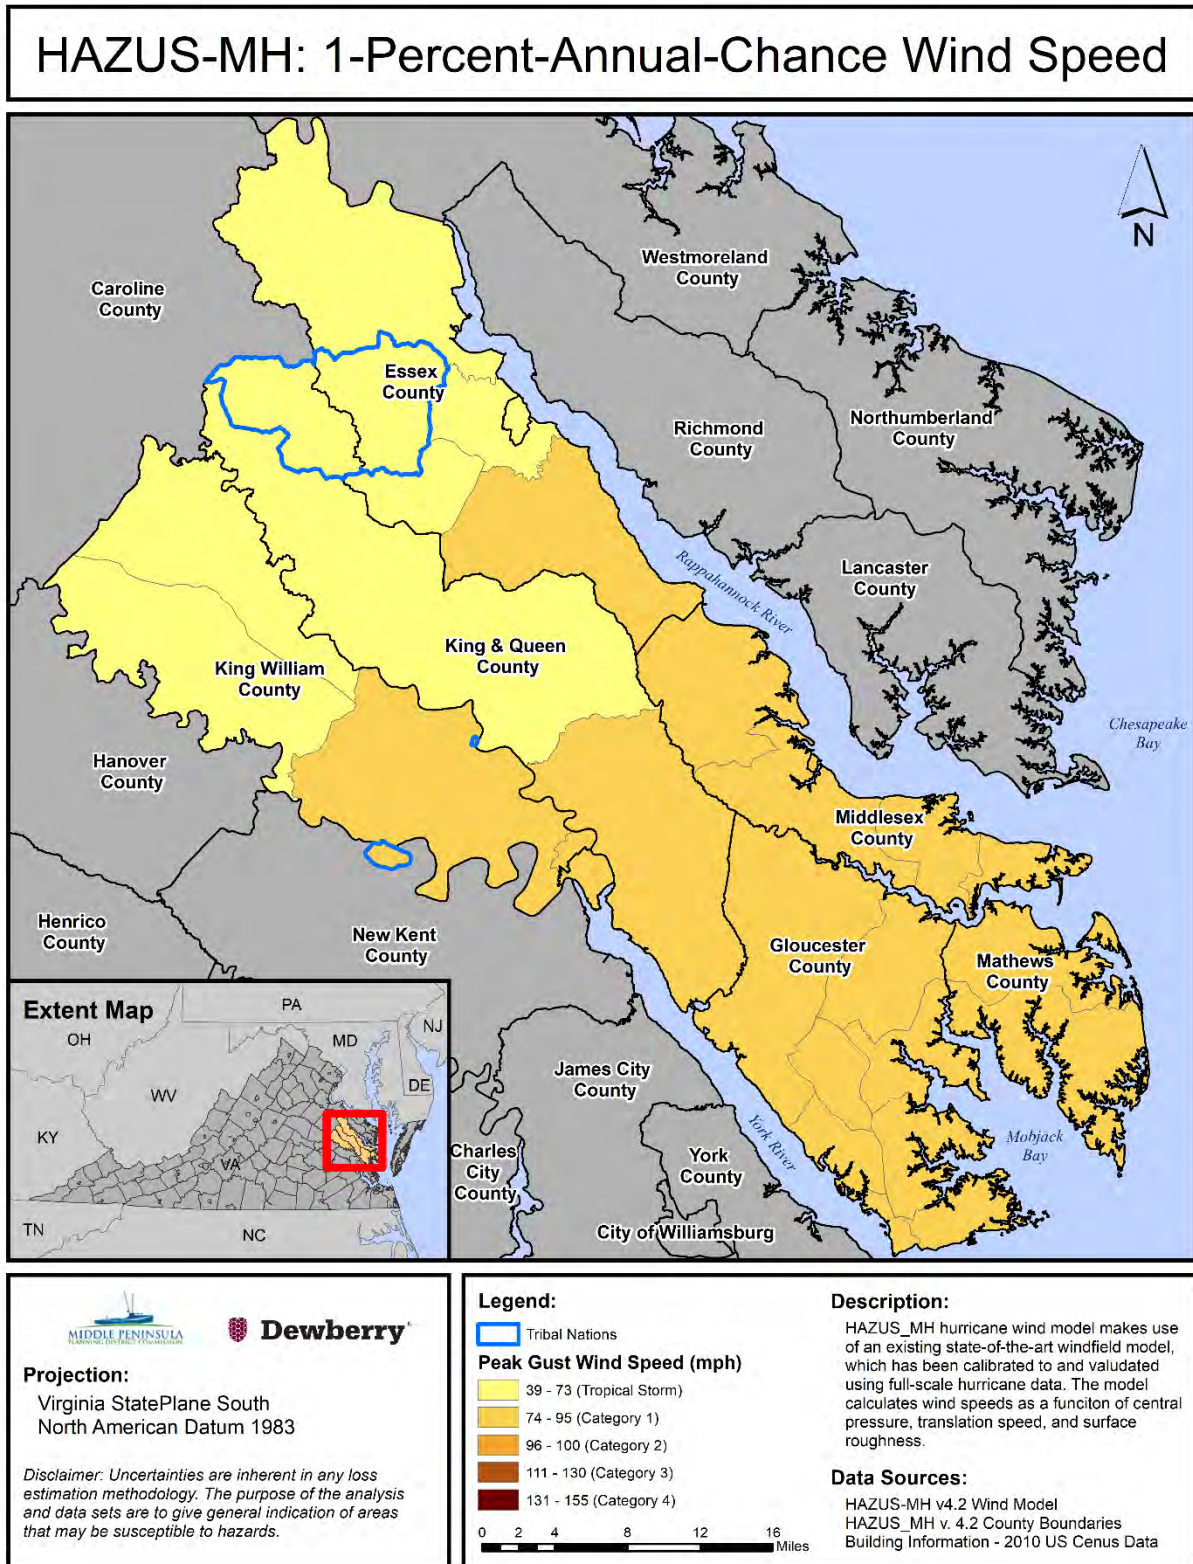 HAZUS-MH: 1-Percent-Annual-Chance Wind Speed
N
Westmoreland
County
Caroline
County
Essex
County
Richmond
County
Northumberland
County
Rappahannock River
Lancaster
County
King & Queen
County
King William
County
Chesapeake
Bay
Hanover
County
Middlesex
County
Henrico
County
New Kent
County
Gloucester
County
Mathews
County
James City
County
York River
Mobjack
Bay
Charles
City
County
York
County
City of Williamsburg
Extent Map
PA
OH
MD
NJ
DE
WV
KY
VA
TN
NC
MIDDLE PENINSULA
PLANNING DISTRICT COMMISSION
Dewberry
Projection:
Virginia StatePlane South
North American Datum 1983
Disclaimer: Uncertainties are inherent in any loss
estimation methodology. The purpose of the analysis
and data sets are to give general indication of areas
that may be susceptible to hazards.
Legend:
Tribal Nations
Peak Gust Wind Speed (mph)
39 - 73 (Tropical Storm)
74 - 95 (Category 1)
96 - 100 (Category 2)
111 - 130 (Category 3)
131 - 155 (Category 4)
0 2 4 8 12 16
Miles
Description:
HAZUS_MH hurricane wind model makes use
of an existing state-of-the-art windfield model,
which has been calibrated to and valudated
using full-scale hurricane data. The model
calculates wind speeds as a funciton of central
pressure, translation speed, and surface
roughness.
Data Sources:
HAZUS-MH v4.2 Wind Model
HAZUS_MH v. 4.2 County Boundaries
Building Information - 2010 US Cenus Data